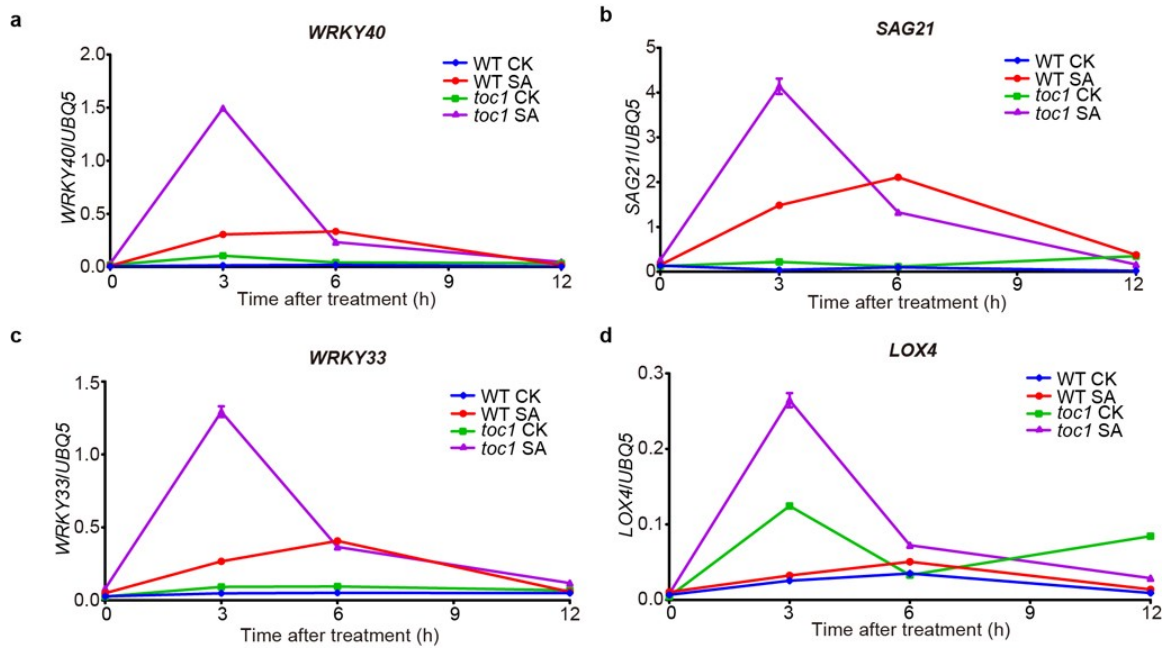 a
WRKY40
2.0
1.5
1.0
0.5
0.0
WRKY40/UBQ5
WT CK
WT SA
toc1 CK
toc1 SA
0 3 6 9 12
Time after treatment (h)
b
SAG21
5
4
3
2
1
0
SAG21/UBQ5
WT CK
WT SA
toc1 CK
toc1 SA
0 3 6 9 12
Time after treatment (h)
c
WRKY33
1.5
1.0
0.5
0.0
WRKY33/UBQ5
WT CK
WT SA
toc1 CK
toc1 SA
0 3 6 9 12
Time after treatment (h)
d
LOX4
0.3
0.2
0.1
0.0
LOX4/UBQ5
WT CK
WT SA
toc1 CK
toc1 SA
0 3 6 9 12
Time after treatment (h)